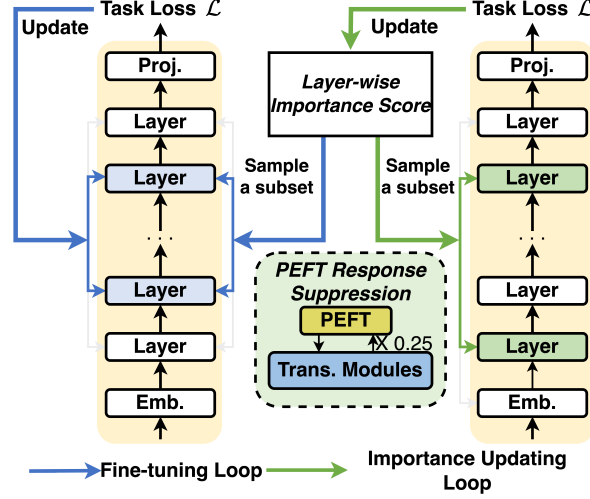 Task Loss ℒ
Update
Proj.
Layer
Layer
. . .
Layer
Layer
Emb.
Layer-wise
Importance Score
Sample
a subset
Sample
a subset
PEFT Response
Suppression
PEFT
X 0.25
Trans. Modules
Task Loss ℒ
Update
Proj.
Layer
Layer
. . .
Layer
Layer
Emb.
Fine-tuning Loop
Importance Updating
Loop